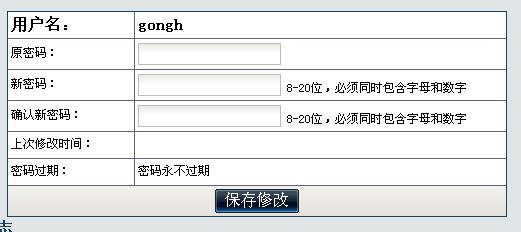 用户名： gongh
原密码：
新密码： 8-20位，必须同时包含字母和数字
确认新密码： 8-20位，必须同时包含字母和数字
上次修改时间：
密码过期： 密码永不过期
保存修改